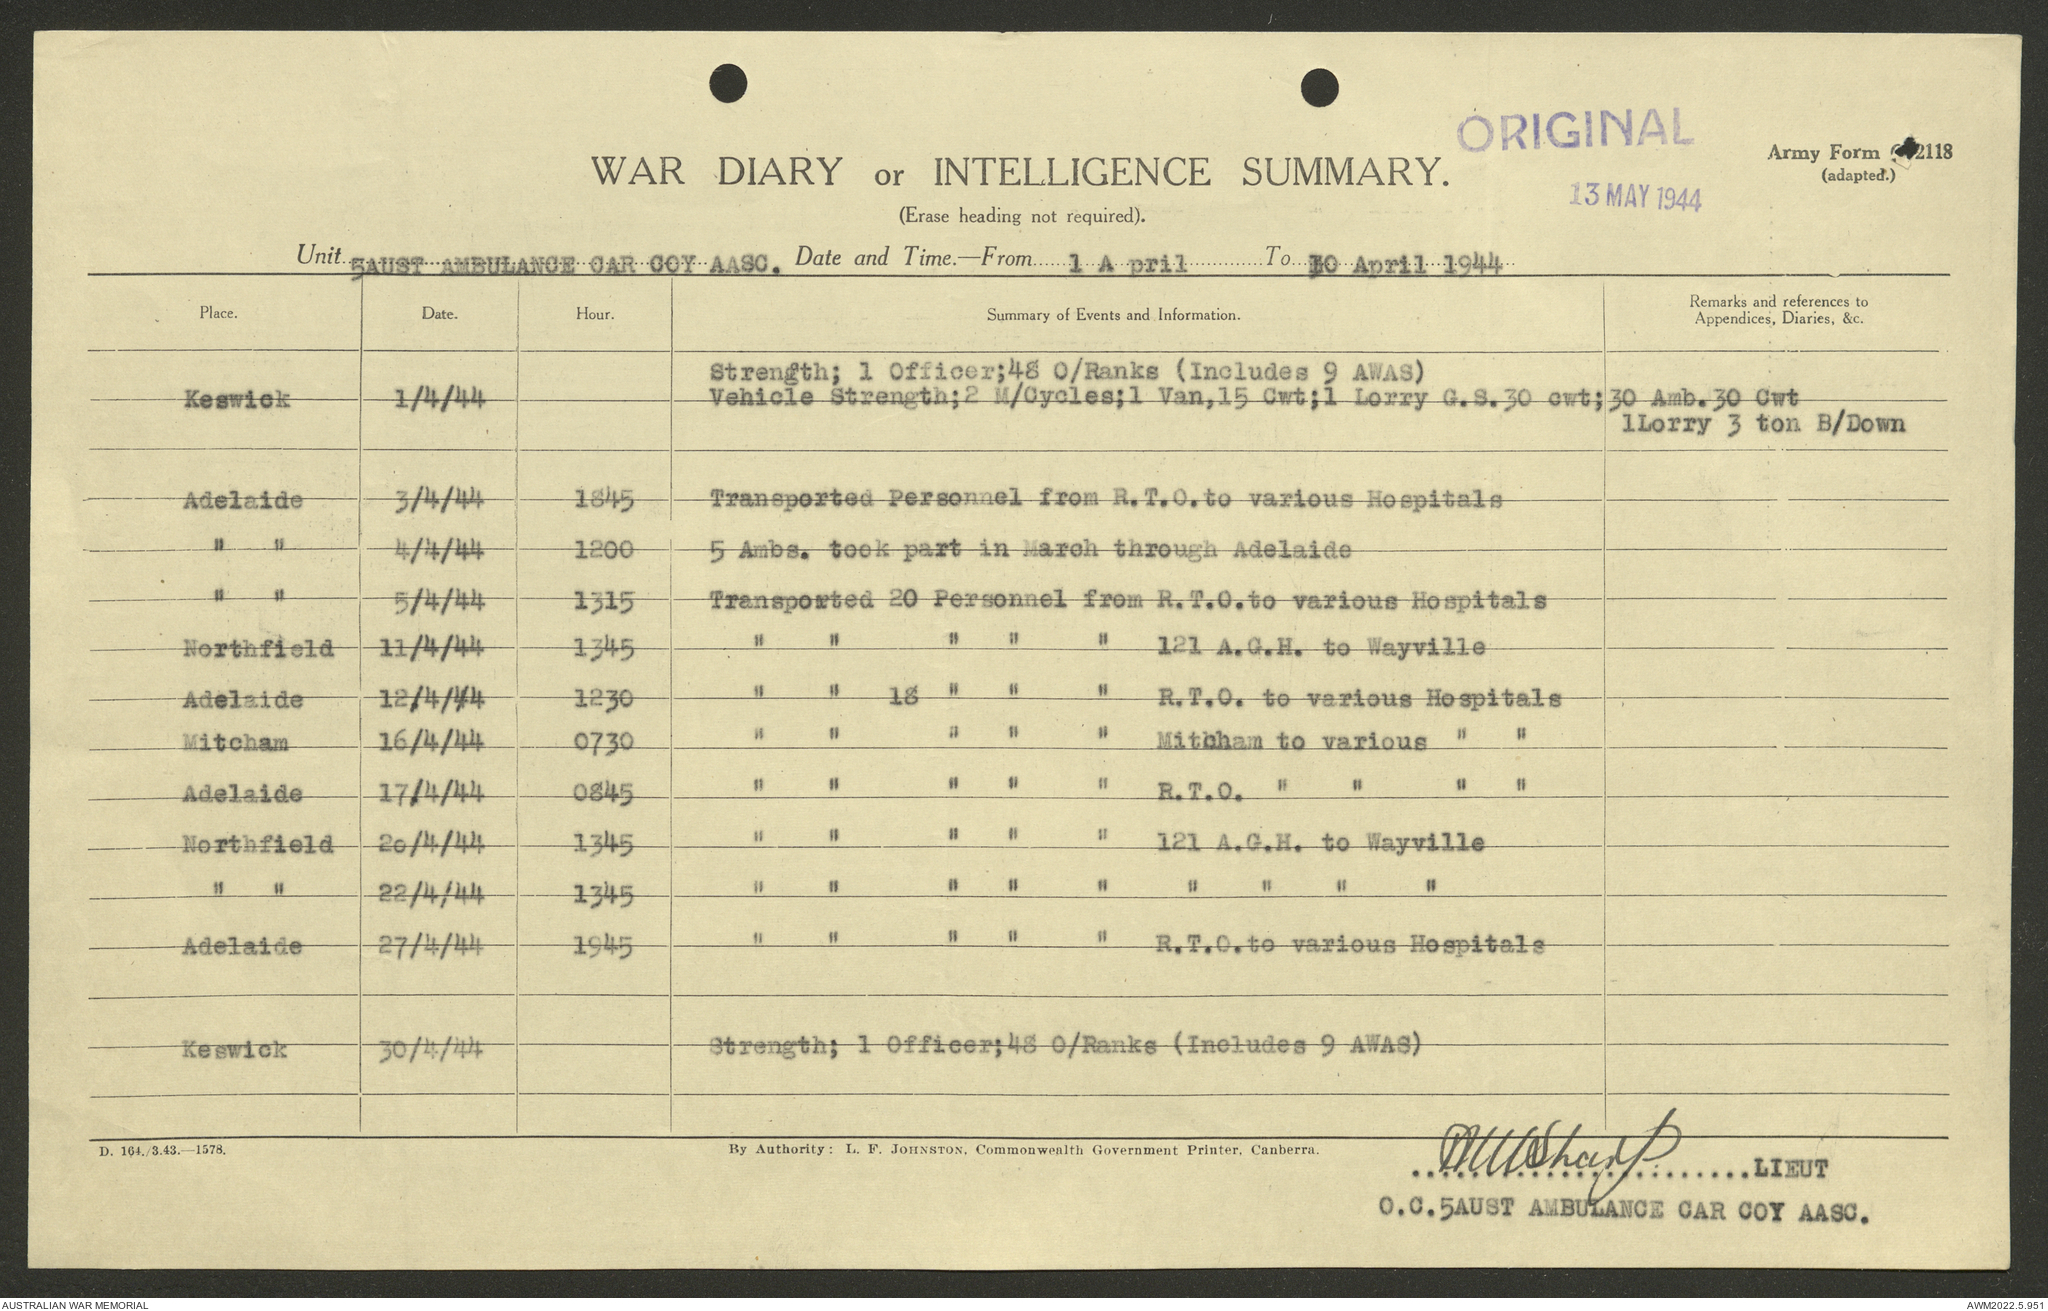 ORIGINAL
Army Form 2118
(adapted.)
WAR DIARY or INTELLIGENCE SUMMARY.
13 MAY 1944
(Erase heading not required).
Unit 5AUST AMBULANCE CAR COY AASC. Date and Time.—From 1 A pril To 30 April 1944
Place. Date. Hour. Summary of Events and Information. Remarks and references to Appendices, Diaries, &c.
Strength; 1 Officer;48 O/Ranks (Includes 9 AWAS)
Keswick 1/4/44 Vehicle Strength;2 M/Cycles;1 Van,15 Cwt;1 Lorry G.S.30 cwt;30 Amb.30 Cwt
1Lorry 3 ton B/Down
Adelaide 3/4/44 1845 Transported Personnel from R.T.O.to various Hospitals
" " 4/4/44 1200 5 Ambs. took part in March through Adelaide
" " 5/4/44 1315 Transported 20 Personnel from R.T.O.to various Hospitals
Northfield 11/4/44 1345 " " " " " 121 A.G.H. to Wayville
Adelaide 12/4/44 1230 " " 18 " " " R.T.O. to various Hospitals
Mitcham 16/4/44 0730 " " " " " Mitcham to various " "
Adelaide 17/4/44 0845 " " " " " R.T.O. " " " "
Northfield 20/4/44 1345 " " " " " 121 A.G.H. to Wayville
" " 22/4/44 1345 " " " " " " " " "
Adelaide 27/4/44 1945 " " " " " R.T.O.to various Hospitals
Keswick 30/4/44 Strength; 1 Officer;48 O/Ranks (Includes 9 AWAS)
D. 164./3.43.—1578. By Authority: L. F. JOHNSTON, Commonwealth Government Printer, Canberra.
Sharp LIEUT
O.C.5AUST AMBULANCE CAR COY AASC.
AUSTRALIAN WAR MEMORIAL AWM2022.5.951